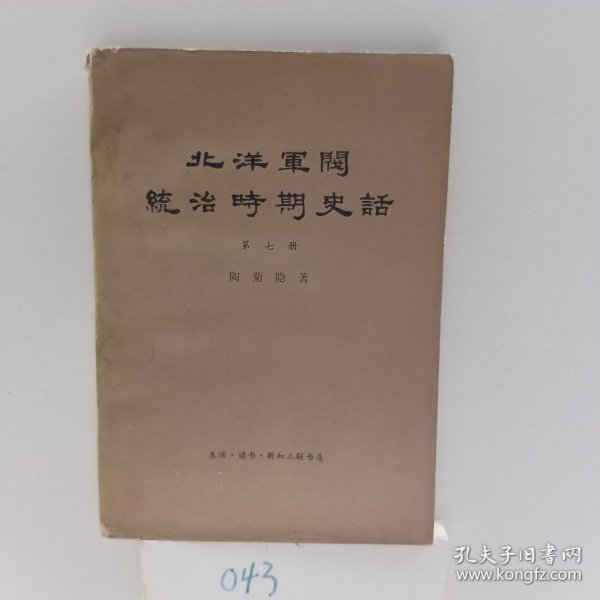 北洋軍閥
統治時期史話
第七册
陶菊隐著
生活·读书·新知三联书店
043
孔夫子旧书网
www.kongfz.com